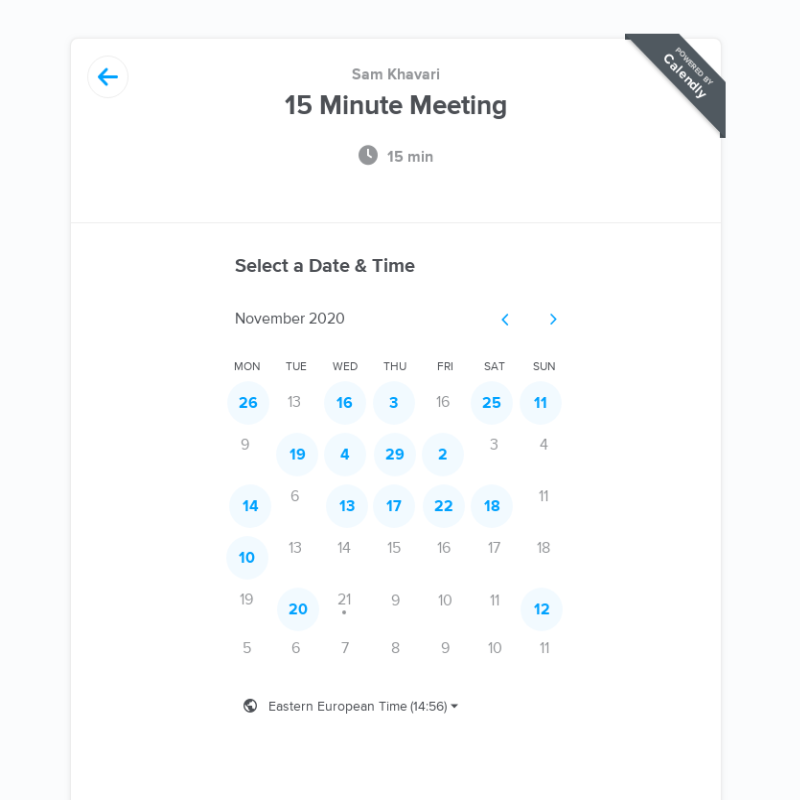 Sam Khavari
15 Minute Meeting
15 min
POWERED BY
Calendly
Select a Date & Time
November 2020
MON TUE WED THU FRI SAT SUN
26 13 16 3 16 25 11
9 19 4 29 2 3 4
14 6 13 17 22 18 11
10 13 14 15 16 17 18
19 20 21 9 10 11 12
5 6 7 8 9 10 11
Eastern European Time (14:56)